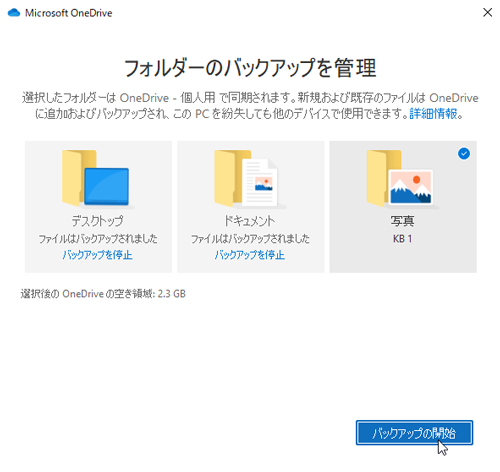 Microsoft OneDrive
フォルダーのバックアップを管理
選択したフォルダーは OneDrive - 個人用 で同期されます。新規および既存のファイルは OneDrive
に追加およびバックアップされ、この PC を紛失しても他のデバイスで使用できます。詳細情報。
デスクトップ
ファイルはバックアップされました
バックアップを停止
ドキュメント
ファイルはバックアップされました
バックアップを停止
写真
KB 1
選択後の OneDrive の空き領域: 2.3 GB
バックアップの開始